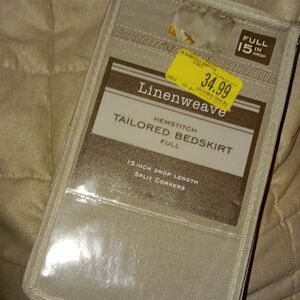 FULL
15 IN
DROP
34.99
Linenweave
HEMSTITCH
TAILORED BEDSKIRT
FULL
15 INCH DROP LENGTH
SPLIT CORNERS